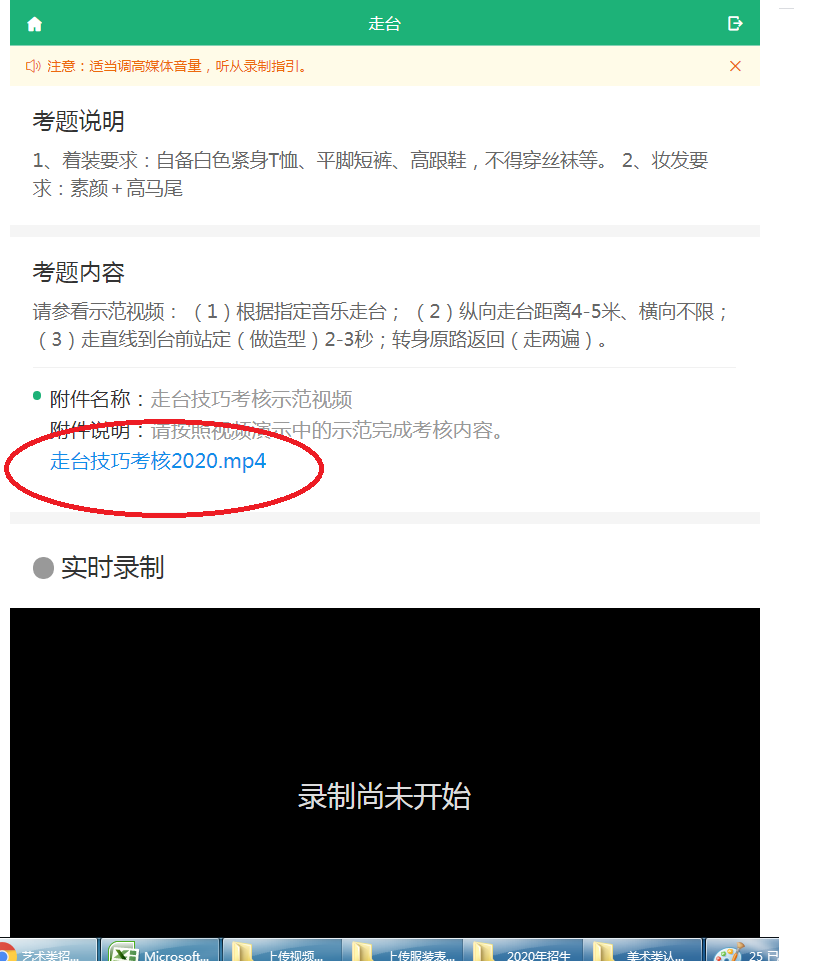 走台
注意：适当调高媒体音量，听从录制指引。
考题说明
1、着装要求：自备白色紧身T恤、平脚短裤、高跟鞋，不得穿丝袜等。 2、妆发要
求：素颜＋高马尾
考题内容
请参看示范视频： （1）根据指定音乐走台； （2）纵向走台距离4-5米、横向不限；
（3）走直线到台前站定（做造型）2-3秒；转身原路返回（走两遍）。
附件名称：走台技巧考核示范视频
附件说明：请按照视频演示中的示范完成考核内容。
走台技巧考核2020.mp4
实时录制
录制尚未开始
艺术类招... Microsoft... 上传视频... 上传服装表... 2020年招生 美术类认... 25 已